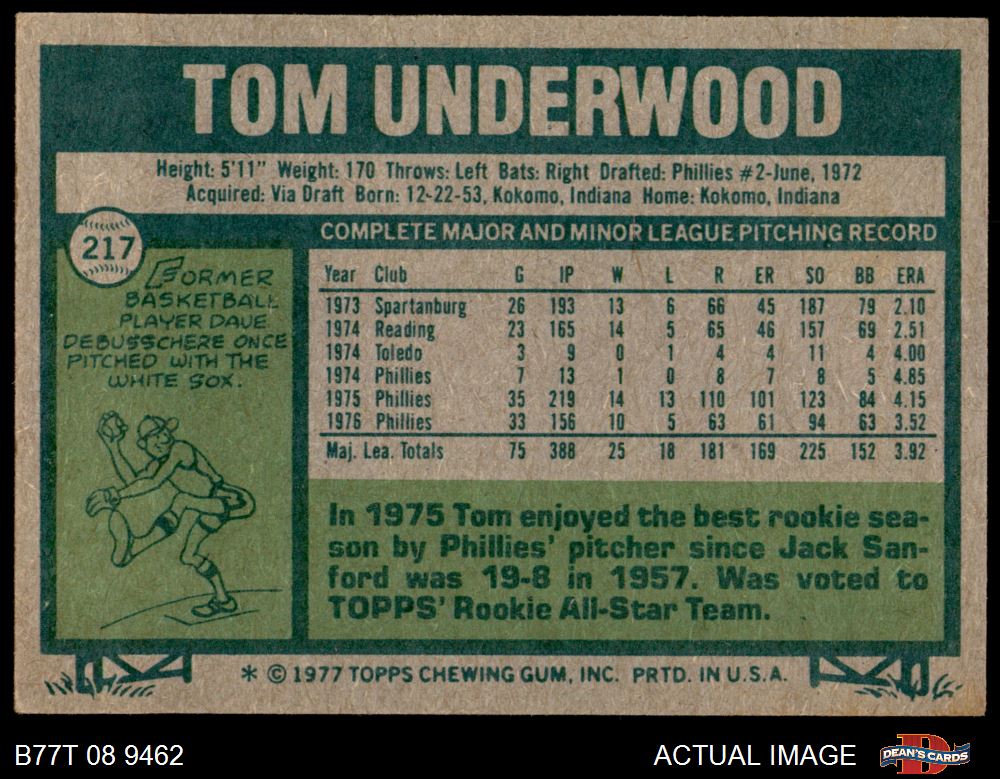 TOM UNDERWOOD
Height: 5'11" Weight: 170 Throws: Left Bats: Right Drafted: Phillies #2-June, 1972
Acquired: Via Draft Born: 12-22-53, Kokomo, Indiana Home: Kokomo, Indiana
217
FORMER
BASKETBALL
PLAYER DAVE
DEBUSSCHERE ONCE
PITCHED WITH THE
WHITE SOX.
COMPLETE MAJOR AND MINOR LEAGUE PITCHING RECORD
Year Club G IP W L R ER SO BB ERA
1973 Spartanburg 26 193 13 6 66 45 187 79 2.10
1974 Reading 23 165 14 5 65 46 157 69 2.51
1974 Toledo 3 9 0 1 4 4 11 4 4.00
1974 Phillies 7 13 1 0 8 7 8 5 4.85
1975 Phillies 35 219 14 13 110 101 123 84 4.15
1976 Phillies 33 156 10 5 63 61 94 63 3.52
Maj. Lea. Totals 75 388 25 18 181 169 225 152 3.92
In 1975 Tom enjoyed the best rookie sea-
son by Phillies' pitcher since Jack San-
ford was 19-8 in 1957. Was voted to
TOPPS' Rookie All-Star Team.
* © 1977 TOPPS CHEWING GUM, INC. PRTD. IN U.S.A.
B77T 08 9462
ACTUAL IMAGE
D
DEAN'S CARDS